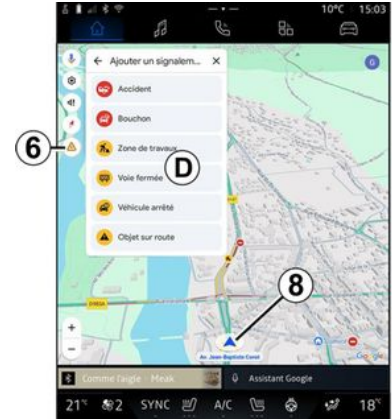 10°C 15:03
← Ajouter un signalem... ×
G
Accident
Bouchon
6
Zone de travaux
D
Voie fermée
Véhicule arrêté
Objet sur route
8
+
−
Av. Jean-Baptiste Corot
Comme l'aigle - Meak
Assistant Google
21° 2 SYNC A/C 18°